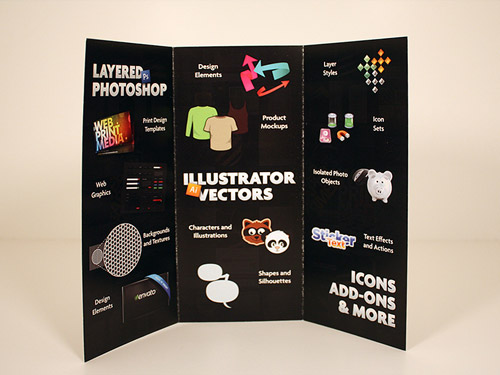 LAYERED Ps
PHOTOSHOP
WEB
PRINT
MEDIA
Print Design
Templates
Web
Graphics
Backgrounds
and Textures
Design
Elements
envato
Design
Elements
Product
Mockups
ILLUSTRATOR
Ai VECTORS
Characters and
Illustrations
Shapes and
Silhouettes
Layer
Styles
Icon
Sets
Isolated Photo
Objects
Sticker
Text
Text Effects
and Actions
ICONS
ADD-ONS
& MORE